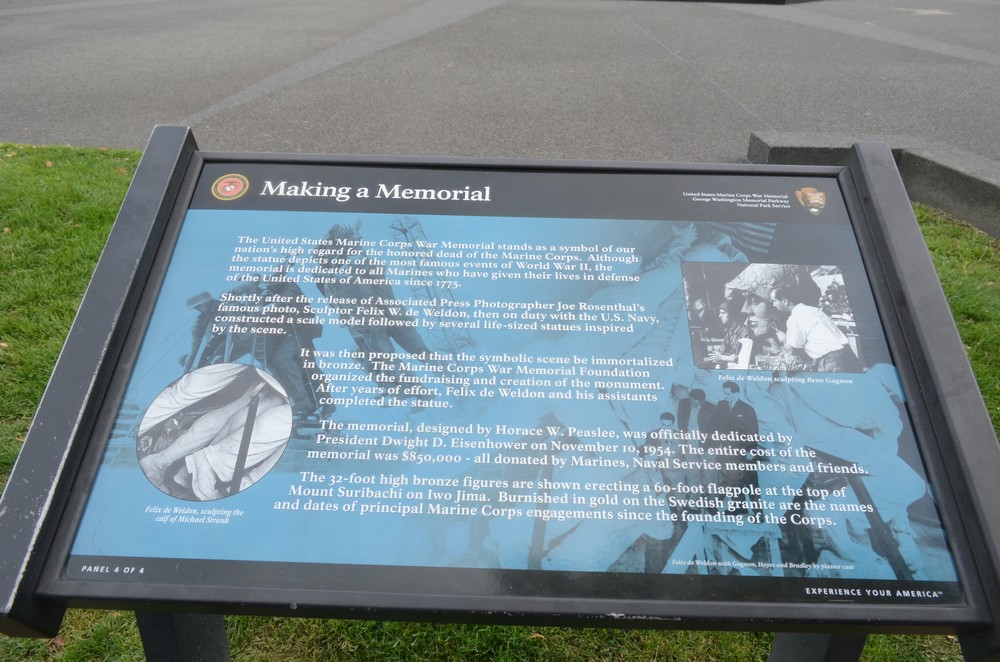 Making a Memorial
United States Marine Corps War Memorial
George Washington Memorial Parkway
National Park Service
The United States Marine Corps War Memorial stands as a symbol of our
nation's high regard for the honored dead of the Marine Corps. Although
the statue depicts one of the most famous events of World War II, the
memorial is dedicated to all Marines who have given their lives in defense
of the United States of America since 1775.
Shortly after the release of Associated Press Photographer Joe Rosenthal's
famous photo, Sculptor Felix W. de Weldon, then on duty with the U.S. Navy,
constructed a scale model followed by several life-sized statues inspired
by the scene.
Felix de Weldon sculpting Rene Gagnon
It was then proposed that the symbolic scene be immortalized
in bronze. The Marine Corps War Memorial Foundation
organized the fundraising and creation of the monument.
After years of effort, Felix de Weldon and his assistants
completed the statue.
The memorial, designed by Horace W. Peaslee, was officially dedicated by
President Dwight D. Eisenhower on November 10, 1954. The entire cost of the
memorial was $850,000 - all donated by Marines, Naval Service members and friends.
The 32-foot high bronze figures are shown erecting a 60-foot flagpole at the top of
Mount Suribachi on Iwo Jima. Burnished in gold on the Swedish granite are the names
and dates of principal Marine Corps engagements since the founding of the Corps.
Felix de Weldon, sculpting the
calf of Michael Strank
Felix de Weldon with Gagnon, Hayes and Bradley by plaster cast
PANEL 4 OF 4
EXPERIENCE YOUR AMERICA™